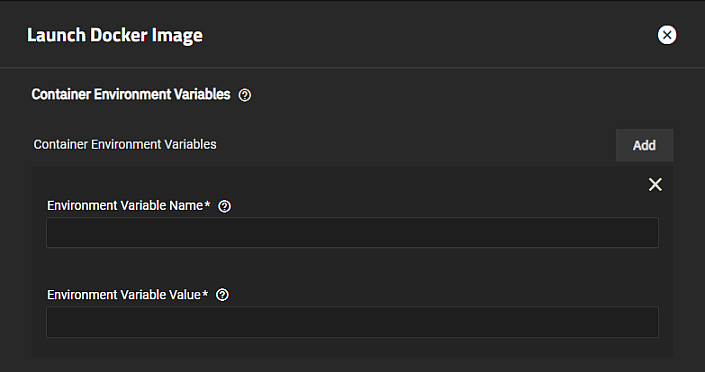 Launch Docker Image
Container Environment Variables
Container Environment Variables
Add
Environment Variable Name*
Environment Variable Value*